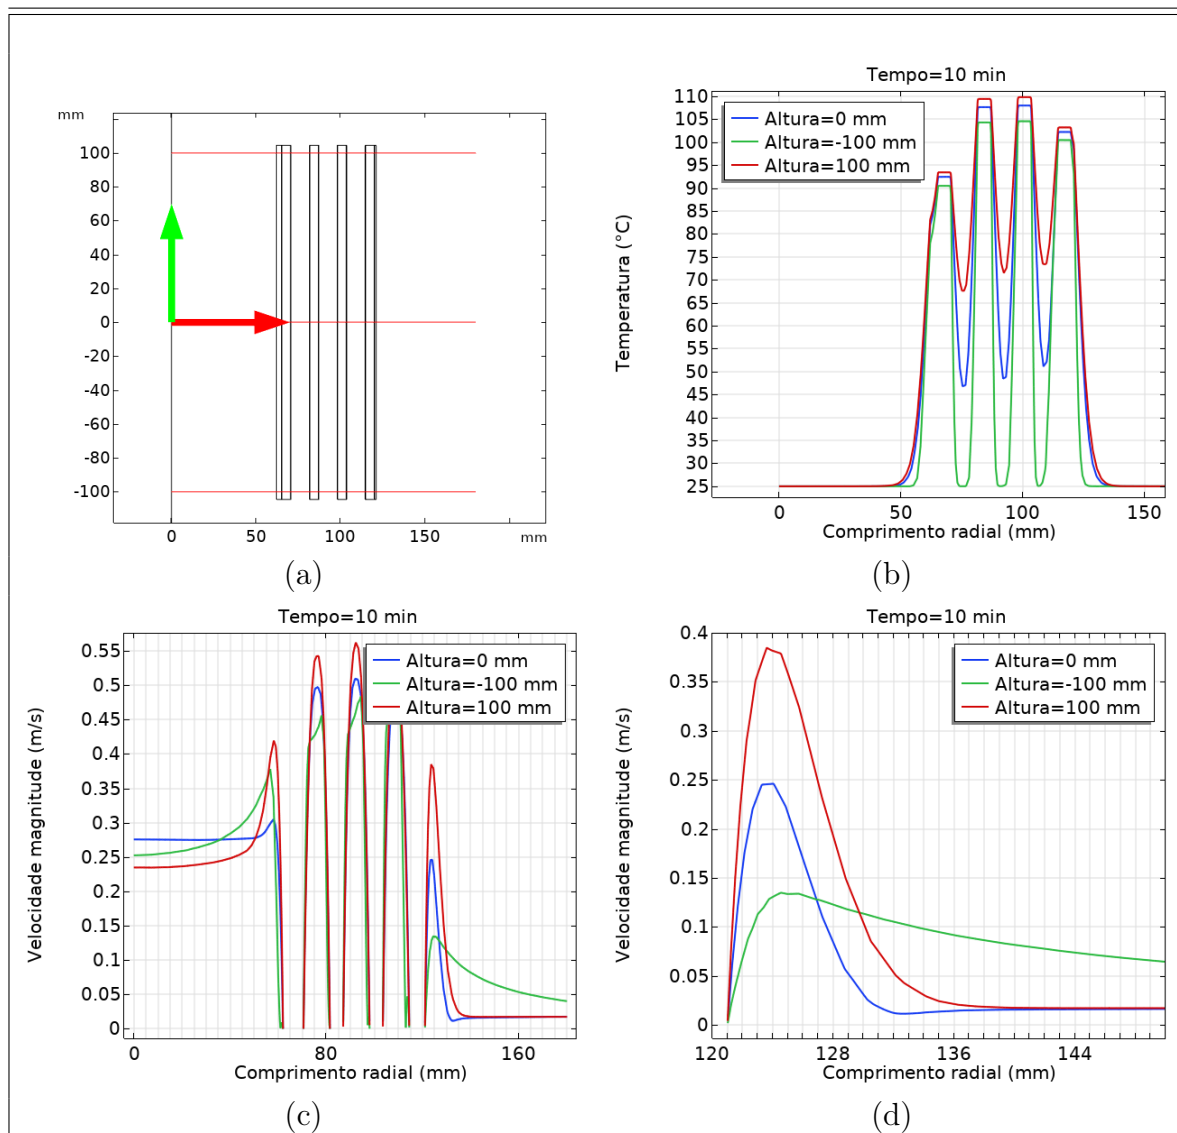 mm
100
80
60
40
20
0
-20
-40
-60
-80
-100
0 50 100 150 mm
(a)
Tempo=10 min
Altura=0 mm
Altura=-100 mm
Altura=100 mm
Temperatura (°C)
110
105
100
95
90
85
80
75
70
65
60
55
50
45
40
35
30
25
0 50 100 150
Comprimento radial (mm)
(b)
Tempo=10 min
Altura=0 mm
Altura=-100 mm
Altura=100 mm
Velocidade magnitude (m/s)
0.55
0.5
0.45
0.4
0.35
0.3
0.25
0.2
0.15
0.1
0.05
0
0 80 160
Comprimento radial (mm)
(c)
Tempo=10 min
Altura=0 mm
Altura=-100 mm
Altura=100 mm
Velocidade magnitude (m/s)
0.4
0.35
0.3
0.25
0.2
0.15
0.1
0.05
0
120 128 136 144
Comprimento radial (mm)
(d)